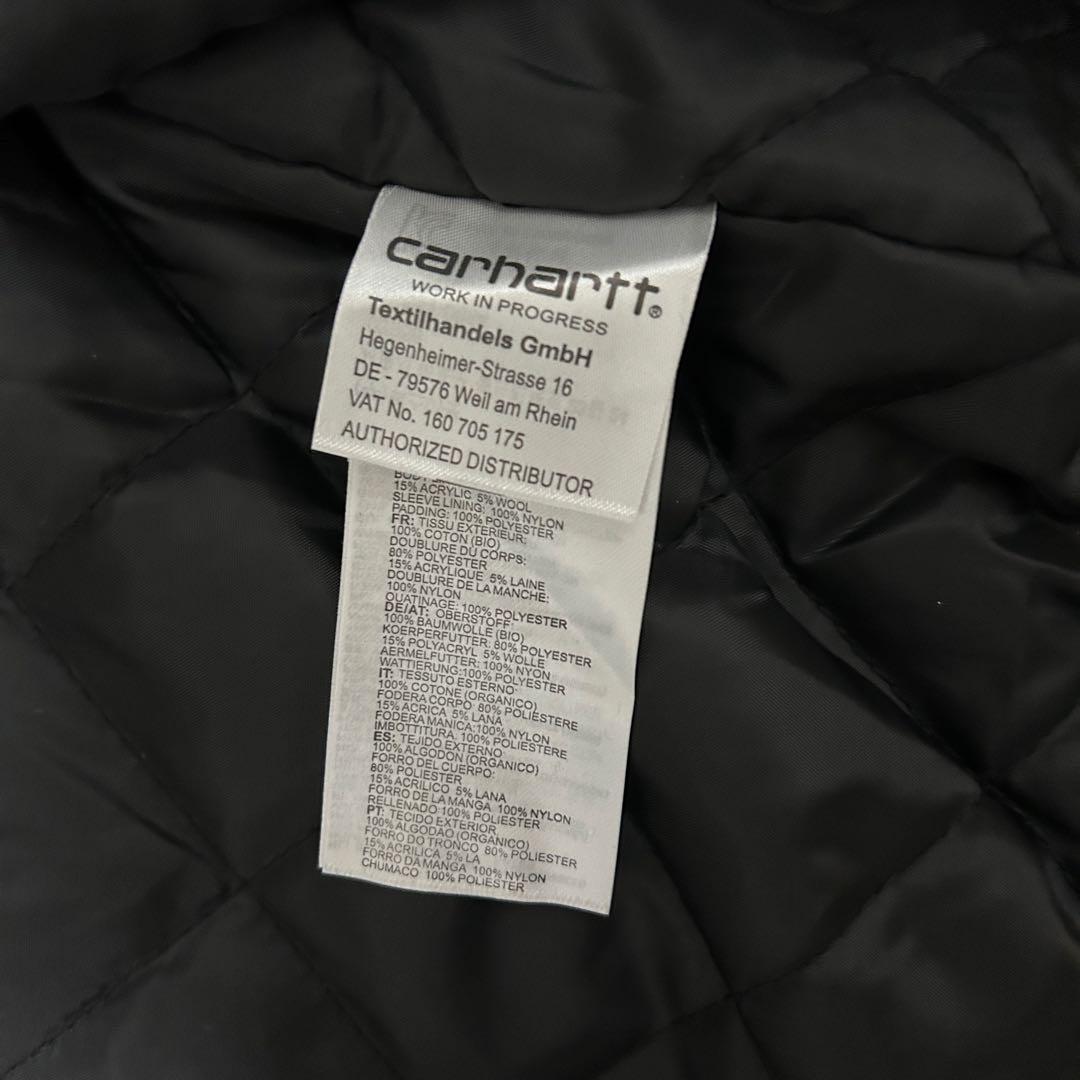 carhartt®
WORK IN PROGRESS
Textilhandels GmbH
Hegenheimer-Strasse 16
DE - 79576 Weil am Rhein
VAT No. 160 705 175
AUTHORIZED DISTRIBUTOR
15% ACRYLIC 5% WOOL
SLEEVE LINING: 100% NYLON
PADDING: 100% POLYESTER
FR: TISSU EXTERIEUR:
100% COTON (BIO)
DOUBLURE DU CORPS:
80% POLYESTER
15% ACRYLIQUE 5% LAINE
DOUBLURE DE LA MANCHE:
100% NYLON
OUATINAGE: 100% POLYESTER
DE/AT: OBERSTOFF:
100% BAUMWOLLE (BIO)
KOERPERFUTTER: 80% POLYESTER
15% POLYACRYL 5% WOLLE
AERMELFUTTER: 100% NYON
WATTIERUNG:100% POLYESTER
IT: TESSUTO ESTERNO:
100% COTONE (ORGANICO)
FODERA CORPO 80% POLIESTERE
15% ACRICA 5% LANA
FODERA MANICA:100% NYLON
IMBOTTITURA. 100% POLIESTERE
ES: TEJIDO EXTERNO
100% ALGODON (ORGANICO)
FORRO DEL CUERPO:
80% POLIESTER
15% ACRILICO 5% LANA
FORRO DE LA MANGA 100% NYLON
RELLENADO:100% POLIESTER
PT: TECIDO EXTERIOR
100% ALGODAO (ORGANICO)
FORRO DO TRONCO 80% POLIESTER
15% ACRILICA 5% LA
FORRO DA MANGA 100% NYLON
CHUMACO 100% POLIESTER